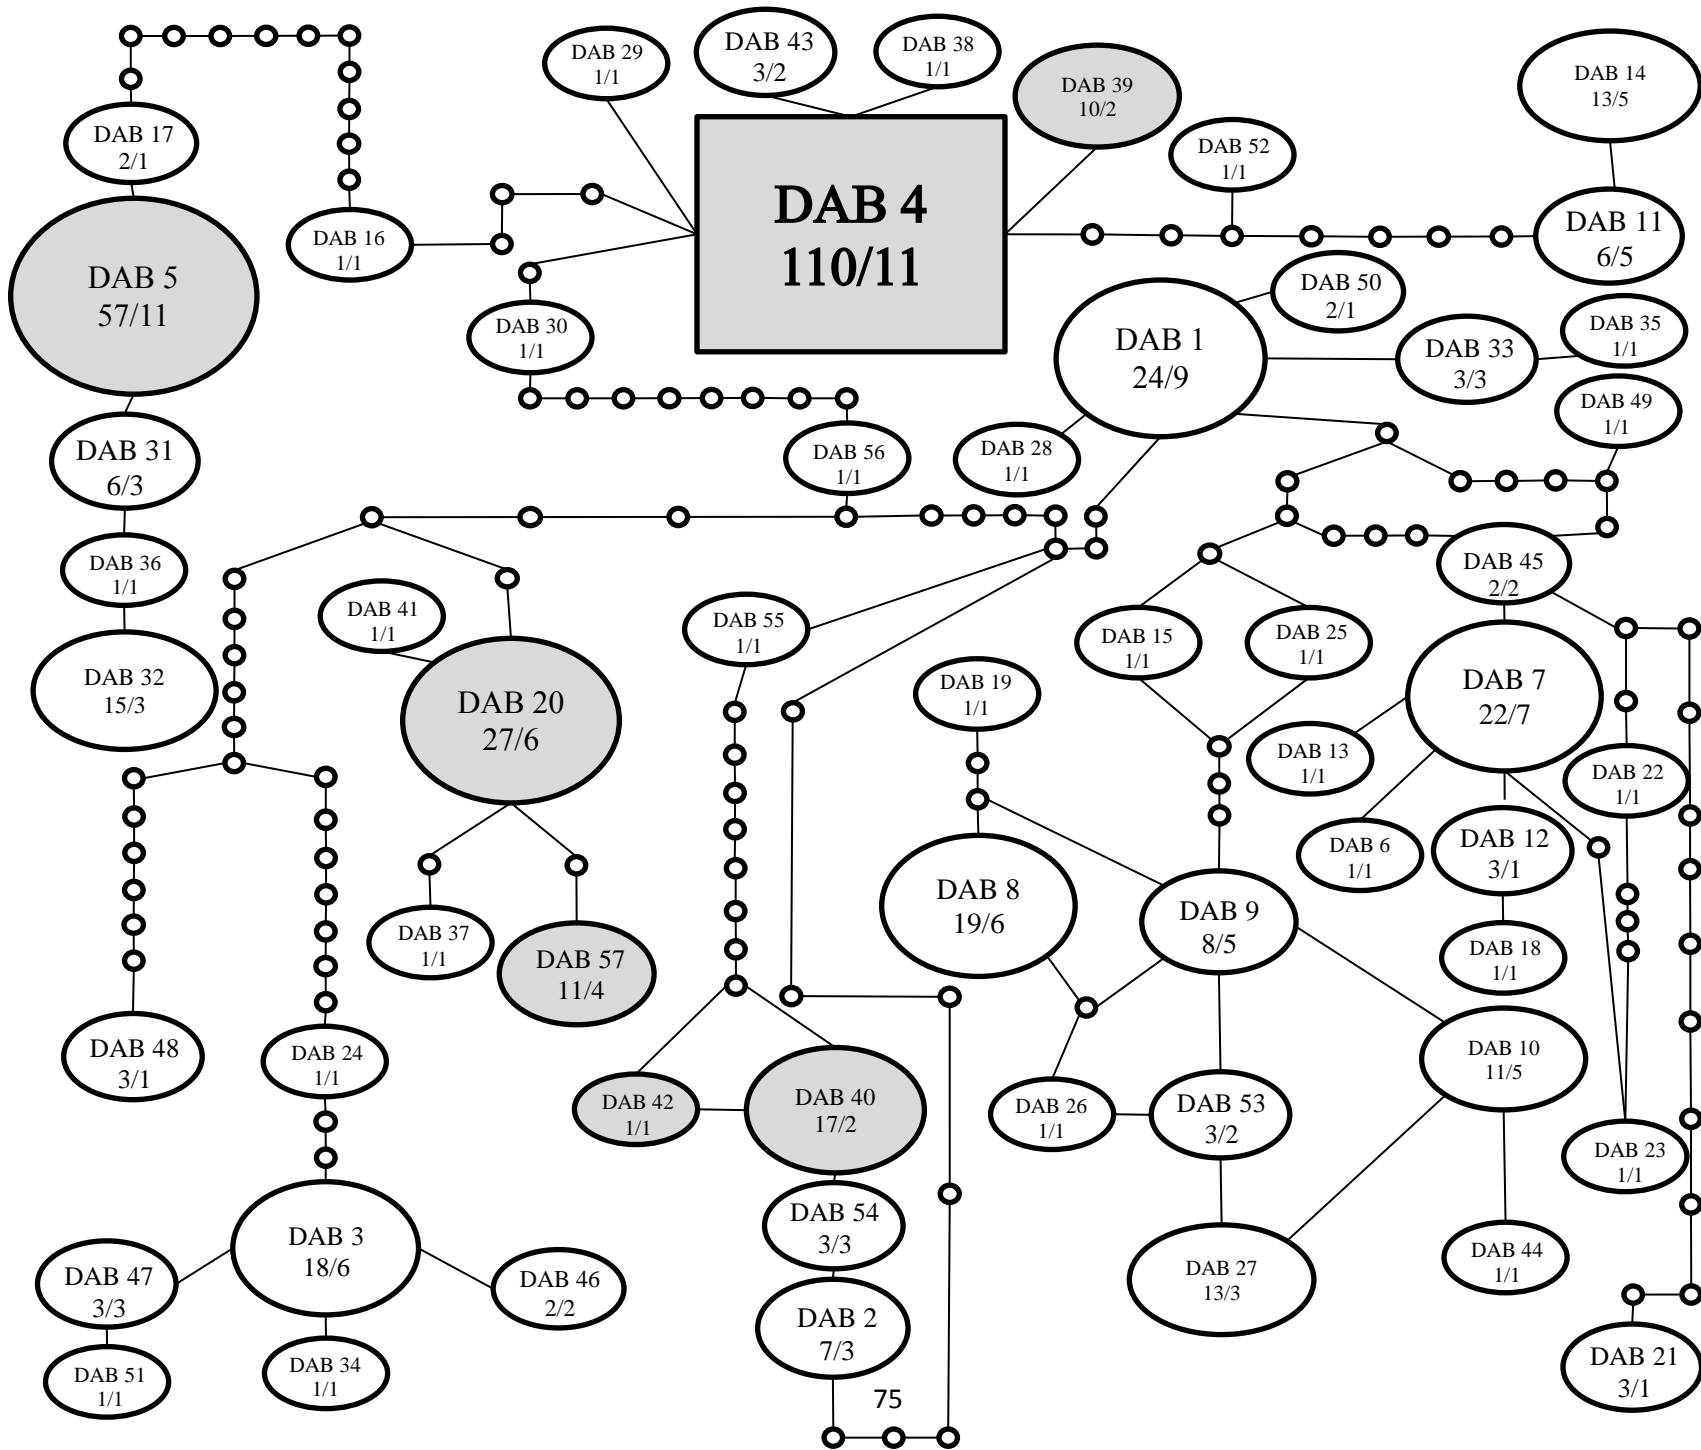 DAB 29
1/1
DAB 43
3/2
DAB 38
1/1
DAB 39
10/2
DAB 14
13/5
DAB 17
2/1
DAB 52
1/1
DAB 4
110/11
DAB 16
1/1
DAB 11
6/5
DAB 5
57/11
DAB 50
2/1
DAB 30
1/1
DAB 1
24/9
DAB 33
3/3
DAB 35
1/1
DAB 49
1/1
DAB 31
6/3
DAB 56
1/1
DAB 28
1/1
DAB 36
1/1
DAB 45
2/2
DAB 41
1/1
DAB 55
1/1
DAB 15
1/1
DAB 25
1/1
DAB 32
15/3
DAB 20
27/6
DAB 19
1/1
DAB 7
22/7
DAB 13
1/1
DAB 22
1/1
DAB 6
1/1
DAB 12
3/1
DAB 8
19/6
DAB 9
8/5
DAB 37
1/1
DAB 57
11/4
DAB 18
1/1
DAB 48
3/1
DAB 24
1/1
DAB 10
11/5
DAB 42
1/1
DAB 40
17/2
DAB 26
1/1
DAB 53
3/2
DAB 23
1/1
DAB 3
18/6
DAB 54
3/3
DAB 44
1/1
DAB 47
3/3
DAB 46
2/2
DAB 27
13/3
DAB 2
7/3
DAB 51
1/1
DAB 34
1/1
DAB 21
3/1
75